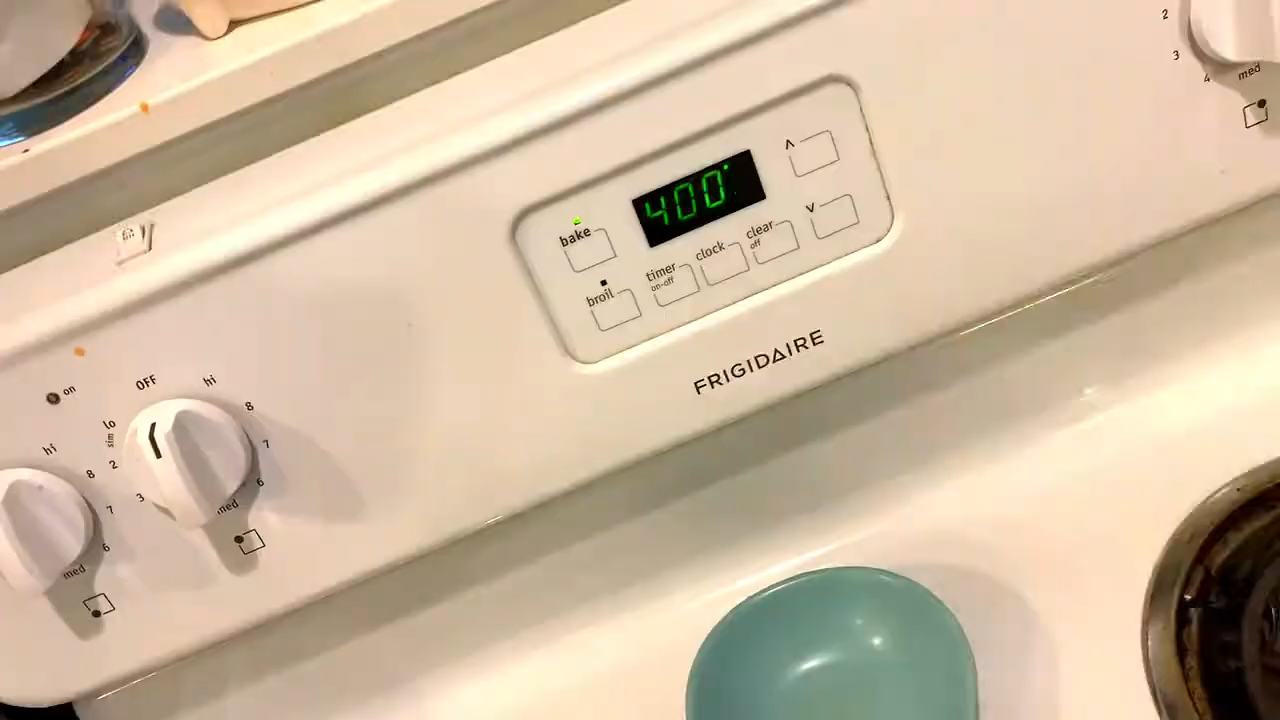 400°
bake
broil
timer
on-off
clock
clear
off
^
v
FRIGIDAIRE
on
OFF
hi
8
7
6
med
3
2
sim
lo
hi
8
7
6
med
2
3
4
med